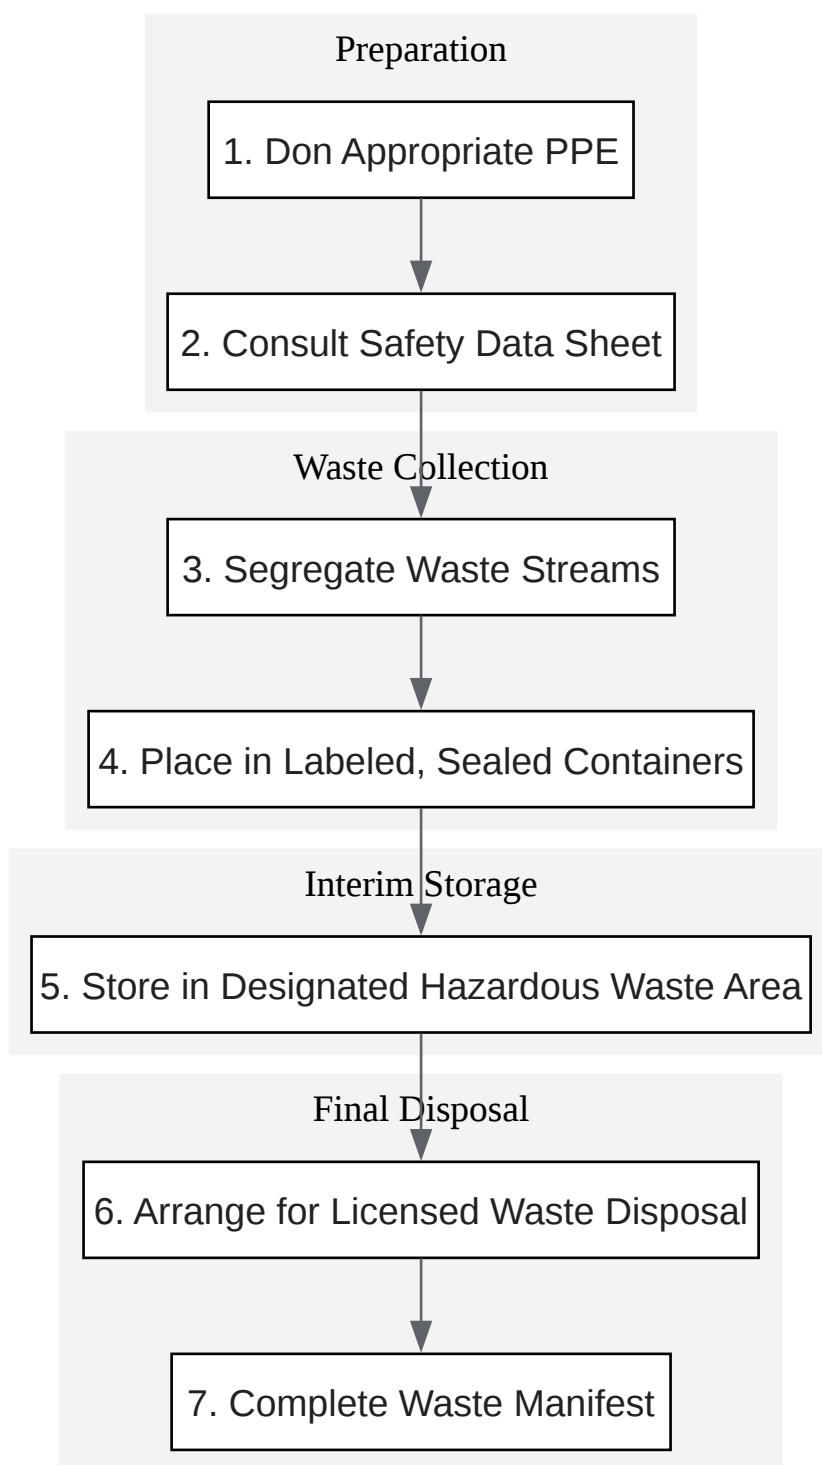 Preparation
1. Don Appropriate PPE
2. Consult Safety Data Sheet
Waste Collection
3. Segregate Waste Streams
4. Place in Labeled, Sealed Containers
Interim Storage
5. Store in Designated Hazardous Waste Area
Final Disposal
6. Arrange for Licensed Waste Disposal
7. Complete Waste Manifest